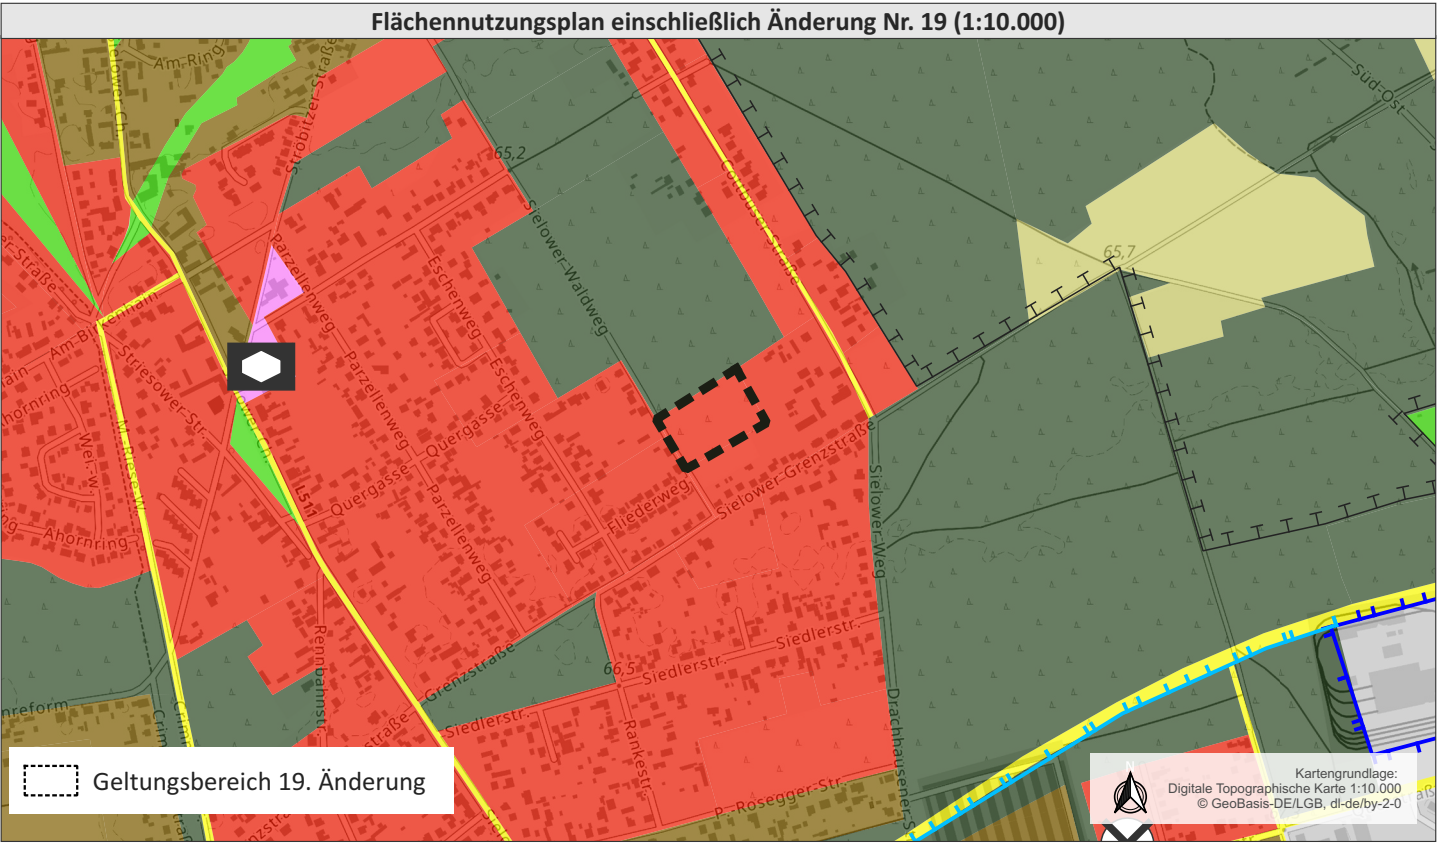 Flächennutzungsplan einschließlich Änderung Nr. 19 (1:10.000)
Am Ring
Ströbitzer Straße
65,2
Cottbuser Straße
Süd-Ost
65,7
Sielower Waldweg
Parzellenweg
Eschenweg
Am Birkenhain
Striesower Str.
Parzellenweg
Eschenweg
Quergasse
Ahornring
L511
Quergasse
Parzellenweg
Fliederweg
Sielower Grenzstraße
Sielower Weg
Ahornring
Rennbahnstr.
Grenzstraße
66,5
Siedlerstr.
Siedlerstr.
Siedlerstr.
Rankestr.
Drachhausener S
P.-Rosegger-Str.
Geltungsbereich 19. Änderung
N
Kartengrundlage:
Digitale Topographische Karte 1:10.000
© GeoBasis-DE/LGB, dl-de/by-2-0